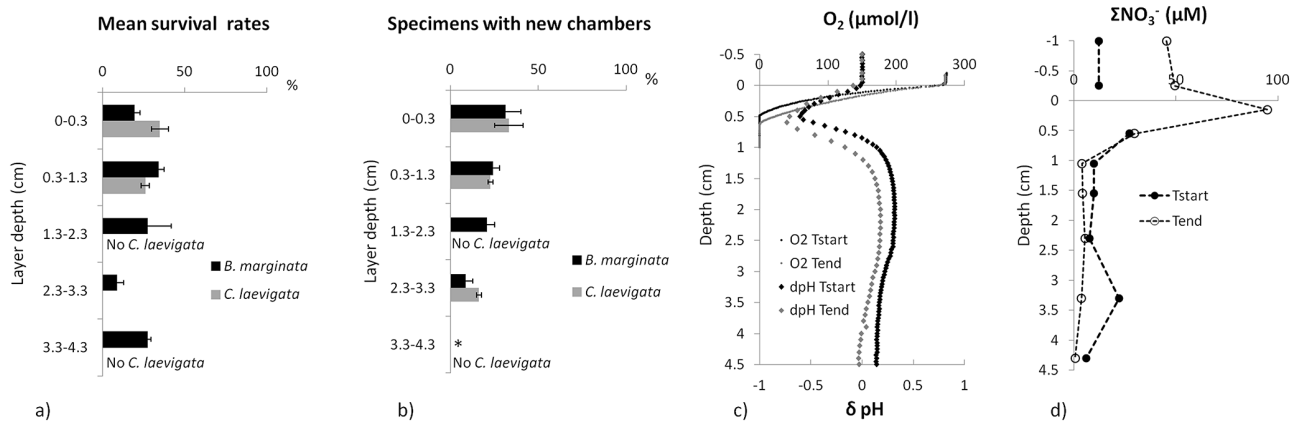 Mean survival rates
0 50 100
%
0-0.3
0.3-1.3
1.3-2.3
2.3-3.3
3.3-4.3
Layer depth (cm)
No C. laevigata
B. marginata
C. laevigata
No C. laevigata
a)
Specimens with new chambers
0 50 100
%
0-0.3
0.3-1.3
1.3-2.3
2.3-3.3
3.3-4.3
Layer depth (cm)
No C. laevigata
B. marginata
C. laevigata
*
No C. laevigata
b)
O₂ (µmol/l)
0 100 200 300
-0.5
0
0.5
1
1.5
2
2.5
3
3.5
4
4.5
Depth (cm)
O2 Tstart
O2 Tend
dpH Tstart
dpH Tend
-1 -0.5 0 0.5 1
δ pH
c)
ΣNO₃⁻ (µM)
0 50 100
-1
-0.5
0
0.5
1
1.5
2
2.5
3
3.5
4
4.5
Depth (cm)
Tstart
Tend
d)